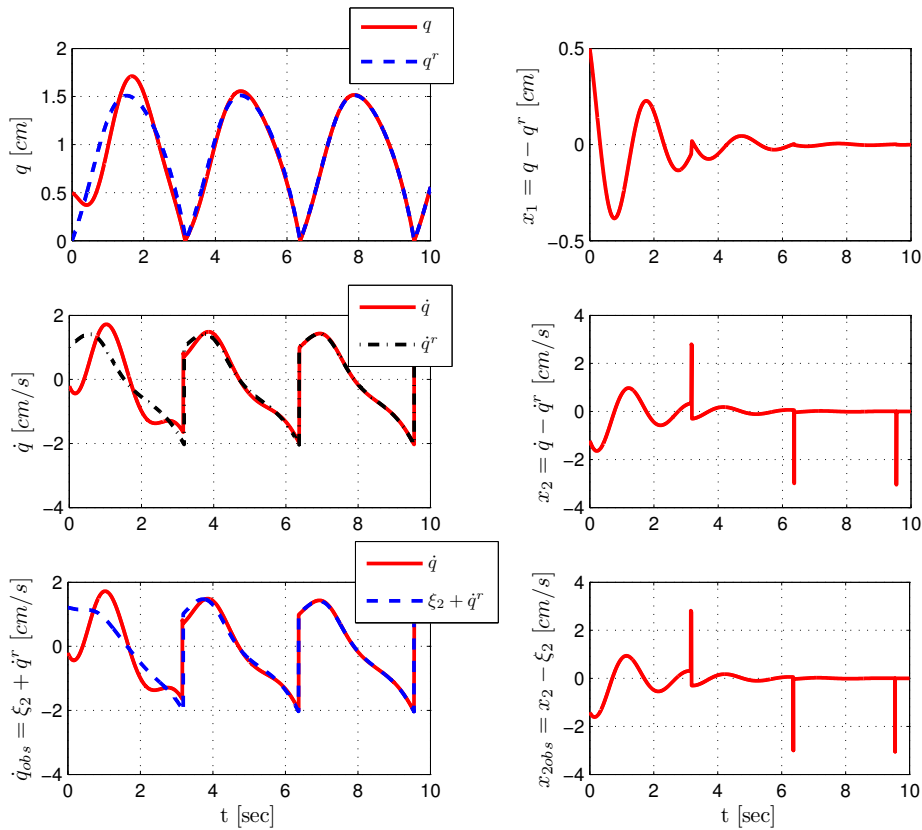 q
q^r
2
1.5
1
0.5
0
0 2 4 6 8 10
q [cm]
0.5
0
−0.5
0 2 4 6 8 10
x_1 = q − q^r [cm]
q̇
q̇^r
2
0
−2
−4
0 2 4 6 8 10
q̇ [cm/s]
4
2
0
−2
−4
0 2 4 6 8 10
x_2 = q̇ − q̇^r [cm/s]
q̇
ξ_2 + q̇^r
2
0
−2
−4
0 2 4 6 8 10
q̇_{obs} = ξ_2 + q̇^r [cm/s]
t [sec]
4
2
0
−2
−4
0 2 4 6 8 10
x_{2obs} = x_2 − ξ_2 [cm/s]
t [sec]